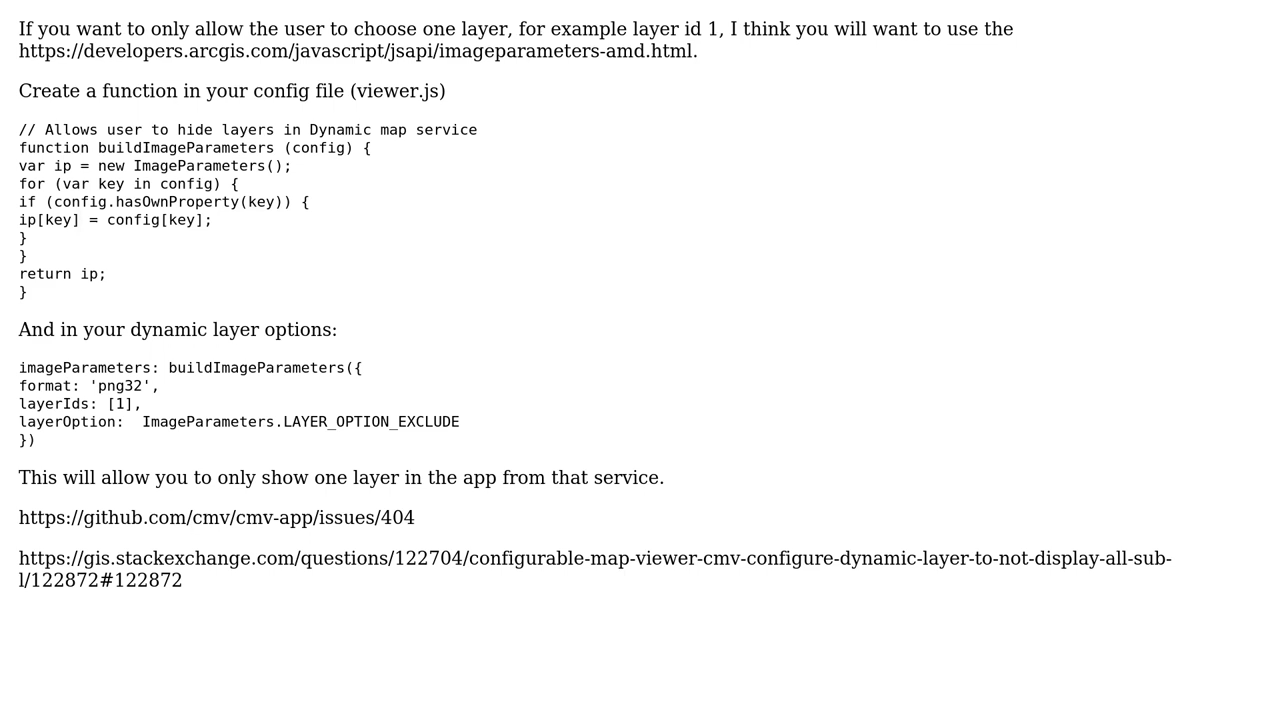 If you want to only allow the user to choose one layer, for example layer id 1, I think you will want to use the
https://developers.arcgis.com/javascript/jsapi/imageparameters-amd.html.
Create a function in your config file (viewer.js)
// Allows user to hide layers in Dynamic map service
function buildImageParameters (config) {
var ip = new ImageParameters();
for (var key in config) {
if (config.hasOwnProperty(key)) {
ip[key] = config[key];
}
}
return ip;
}
And in your dynamic layer options:
imageParameters: buildImageParameters({
format: 'png32',
layerIds: [1],
layerOption:  ImageParameters.LAYER_OPTION_EXCLUDE
})
This will allow you to only show one layer in the app from that service.
https://github.com/cmv/cmv-app/issues/404
https://gis.stackexchange.com/questions/122704/configurable-map-viewer-cmv-configure-dynamic-layer-to-not-display-all-sub-
l/122872#122872